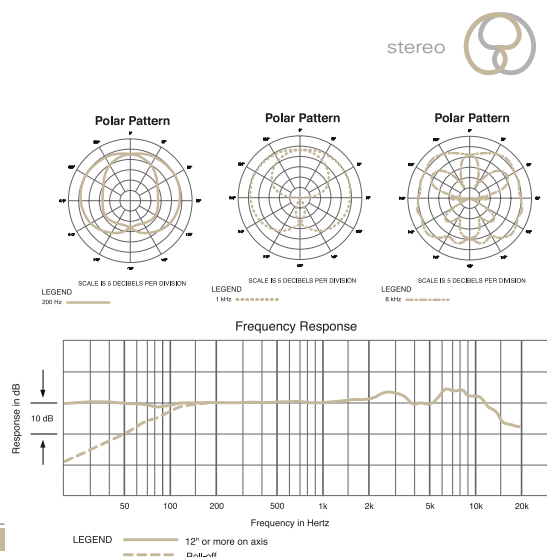 stereo
Polar Pattern
Polar Pattern
Polar Pattern
SCALE IS 5 DECIBELS PER DIVISION
SCALE IS 5 DECIBELS PER DIVISION
SCALE IS 5 DECIBELS PER DIVISION
LEGEND
200 Hz
LEGEND
1 kHz
LEGEND
8 kHz
Frequency Response
Response in dB
10 dB
50 100 200 500 1k 2k 5k 10k 20k
Frequency in Hertz
LEGEND 12" or more on axis
Roll-off